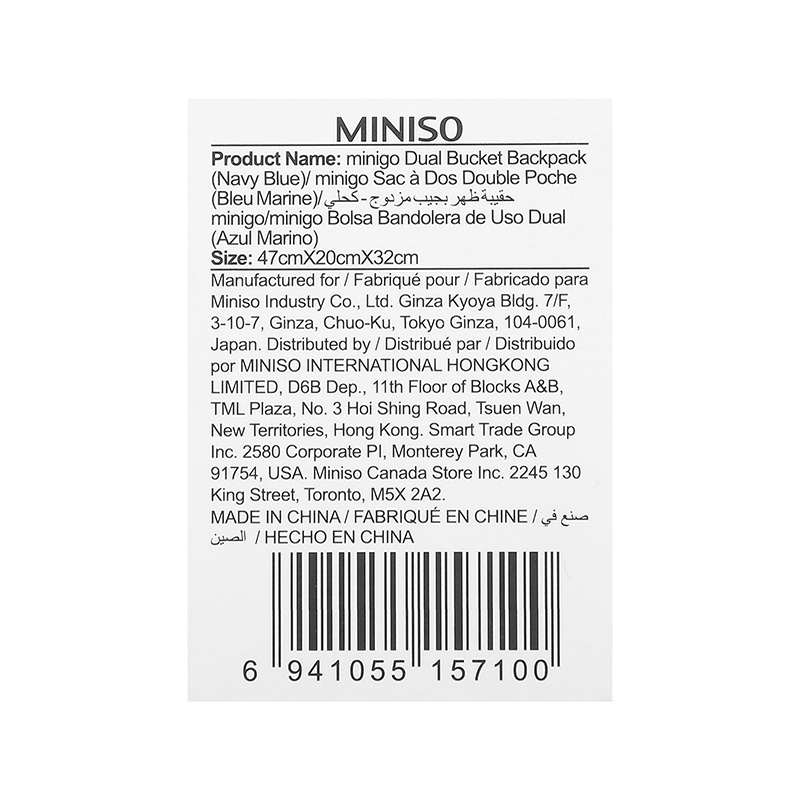 MINISO
Product Name: minigo Dual Bucket Backpack
(Navy Blue)/ minigo Sac à Dos Double Poche
(Bleu Marine)/حقيبة ظهر بجيب مزدوج - كحلي
minigo/minigo Bolsa Bandolera de Uso Dual
(Azul Marino)
Size: 47cmX20cmX32cm
Manufactured for / Fabriqué pour / Fabricado para
Miniso Industry Co., Ltd. Ginza Kyoya Bldg. 7/F,
3-10-7, Ginza, Chuo-Ku, Tokyo Ginza, 104-0061,
Japan. Distributed by / Distribué par / Distribuido
por MINISO INTERNATIONAL HONGKONG
LIMITED, D6B Dep., 11th Floor of Blocks A&B,
TML Plaza, No. 3 Hoi Shing Road, Tsuen Wan,
New Territories, Hong Kong. Smart Trade Group
Inc. 2580 Corporate Pl, Monterey Park, CA
91754, USA. Miniso Canada Store Inc. 2245 130
King Street, Toronto, M5X 2A2.
MADE IN CHINA / FABRIQUÉ EN CHINE / صنع في
الصين / HECHO EN CHINA
6 941055 157100